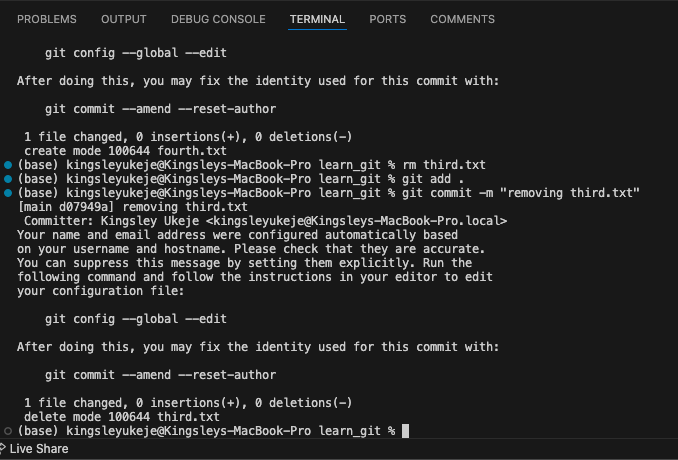 PROBLEMS OUTPUT DEBUG CONSOLE TERMINAL PORTS COMMENTS
git config --global --edit
After doing this, you may fix the identity used for this commit with:
git commit --amend --reset-author
1 file changed, 0 insertions(+), 0 deletions(-)
create mode 100644 fourth.txt
(base) kingsleyukeje@Kingsleys-MacBook-Pro learn_git % rm third.txt
(base) kingsleyukeje@Kingsleys-MacBook-Pro learn_git % git add .
(base) kingsleyukeje@Kingsleys-MacBook-Pro learn_git % git commit -m "removing third.txt"
[main d07949a] removing third.txt
Committer: Kingsley Ukeje <kingsleyukeje@Kingsleys-MacBook-Pro.local>
Your name and email address were configured automatically based
on your username and hostname. Please check that they are accurate.
You can suppress this message by setting them explicitly. Run the
following command and follow the instructions in your editor to edit
your configuration file:
git config --global --edit
After doing this, you may fix the identity used for this commit with:
git commit --amend --reset-author
1 file changed, 0 insertions(+), 0 deletions(-)
delete mode 100644 third.txt
(base) kingsleyukeje@Kingsleys-MacBook-Pro learn_git %
Live Share